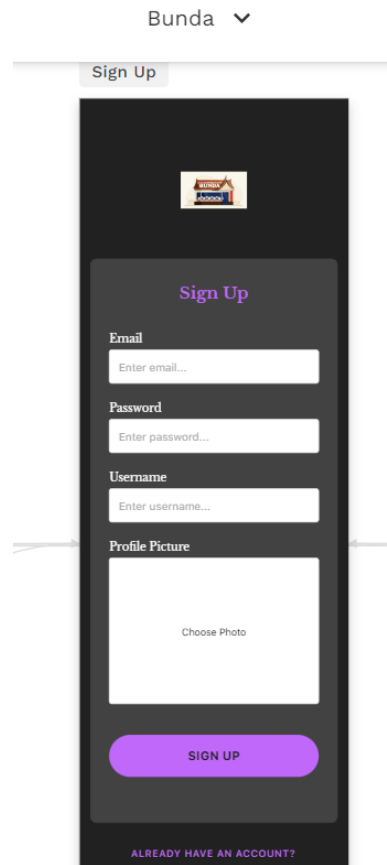 Bunda
Sign Up
BUNDA
Sign Up
Email
Enter email...
Password
Enter password...
Username
Enter username...
Profile Picture
Choose Photo
SIGN UP
ALREADY HAVE AN ACCOUNT?